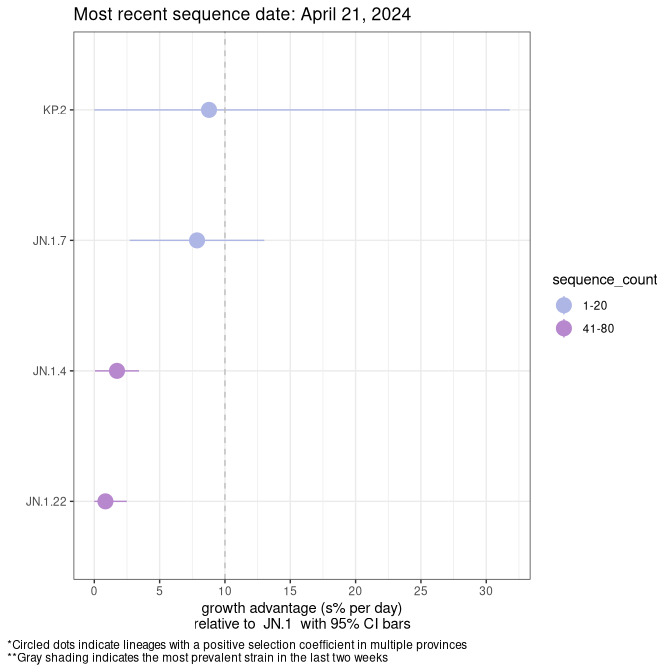 Most recent sequence date: April 21, 2024
KP.2
JN.1.7
JN.1.4
JN.1.22
0 5 10 15 20 25 30
growth advantage (s% per day)
relative to JN.1 with 95% CI bars
sequence_count
1-20
41-80
*Circled dots indicate lineages with a positive selection coefficient in multiple provinces
**Gray shading indicates the most prevalent strain in the last two weeks